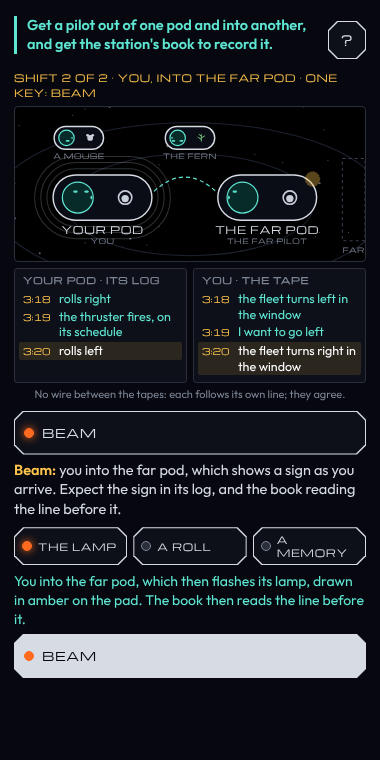 Get a pilot out of one pod and into another,
and get the station's book to record it.
?
SHIFT 2 OF 2 · YOU, INTO THE FAR POD · ONE
KEY: BEAM
A MOUSE
THE FERN
YOUR POD
YOU
THE FAR POD
THE FAR PILOT
FAR
YOUR POD · ITS LOG
3:18 rolls right
3:19 the thruster fires, on
its schedule
3:20 rolls left
YOU · THE TAPE
3:18 the fleet turns left in
the window
3:19 I want to go left
3:20 the fleet turns right in
the window
No wire between the tapes: each follows its own line; they agree.
BEAM
Beam: you into the far pod, which shows a sign as you
arrive. Expect the sign in its log, and the book reading
the line before it.
THE LAMP
A ROLL
A
MEMORY
You into the far pod, which then flashes its lamp, drawn
in amber on the pad. The book then reads the line before
it.
BEAM